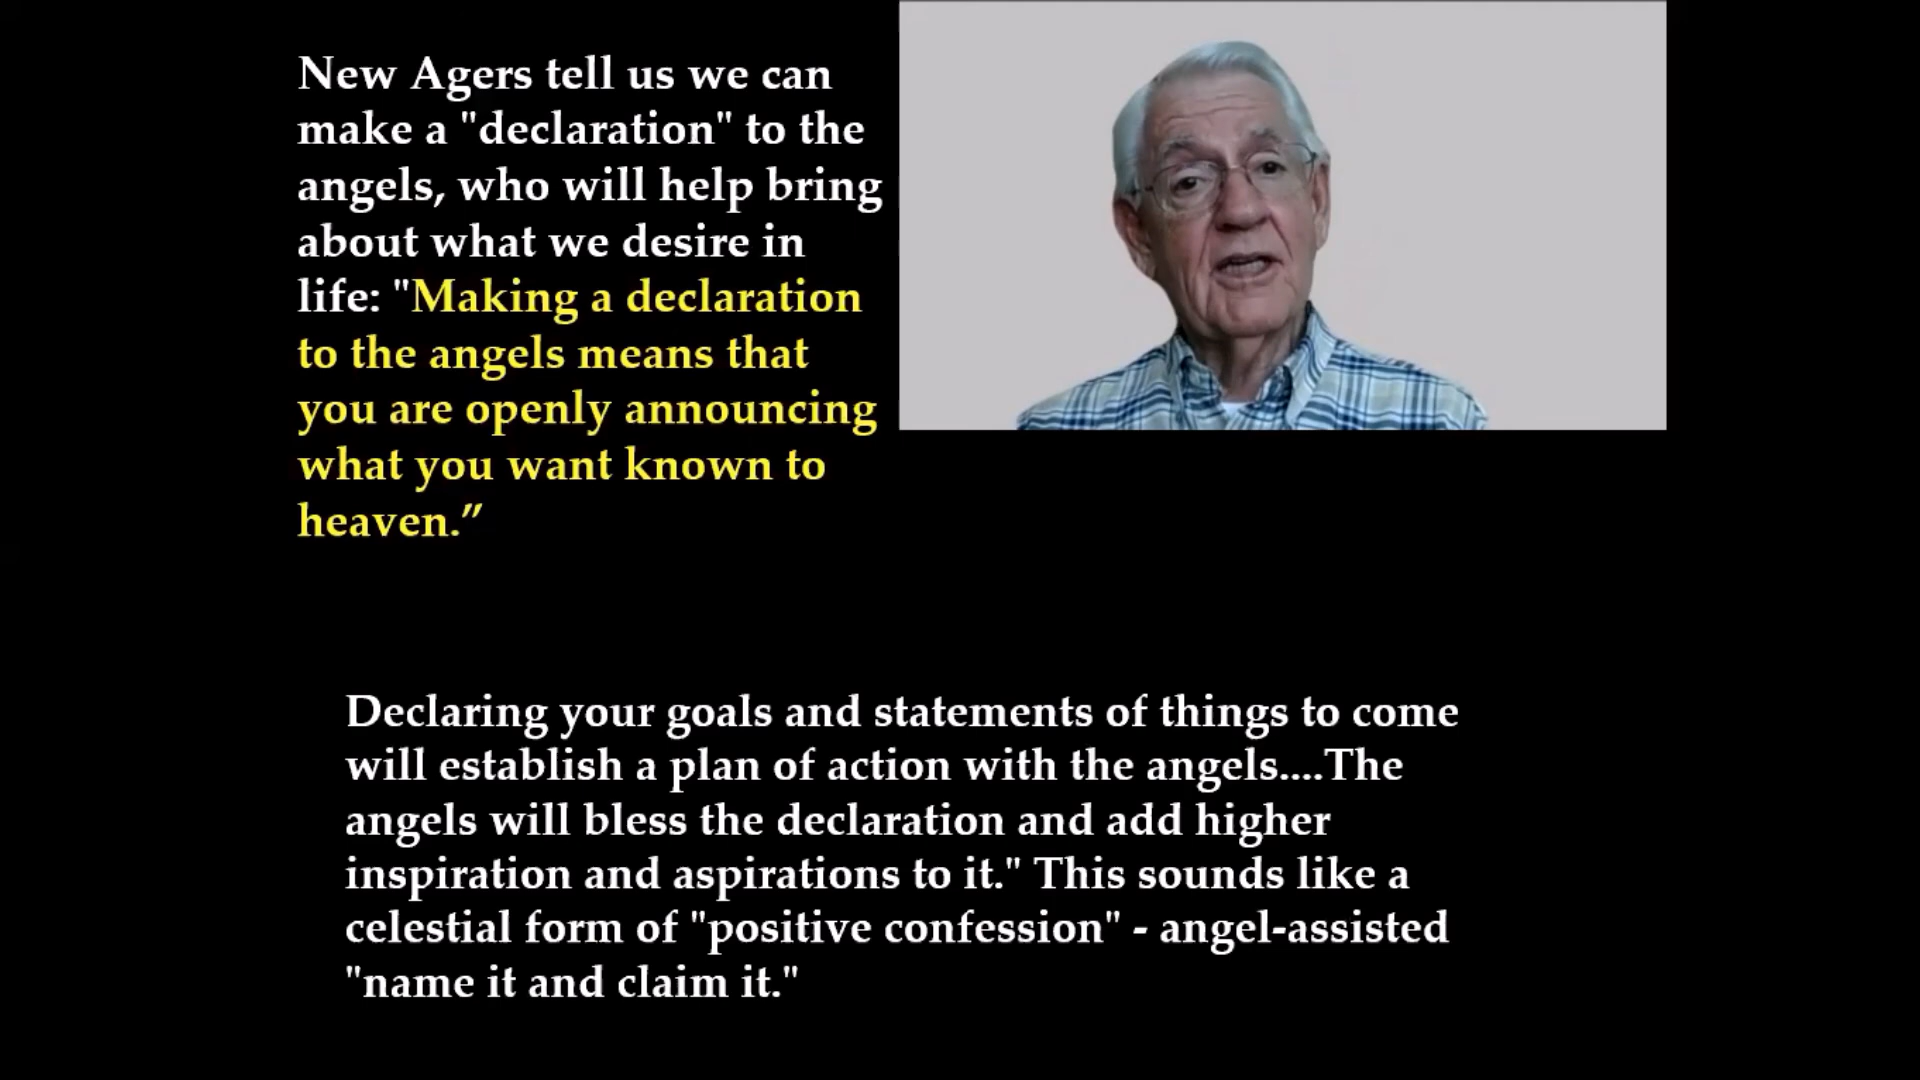 New Agers tell us we can
make a "declaration" to the
angels, who will help bring
about what we desire in
life: "Making a declaration
to the angels means that
you are openly announcing
what you want known to
heaven.”
Declaring your goals and statements of things to come
will establish a plan of action with the angels....The
angels will bless the declaration and add higher
inspiration and aspirations to it." This sounds like a
celestial form of "positive confession" - angel-assisted
"name it and claim it."